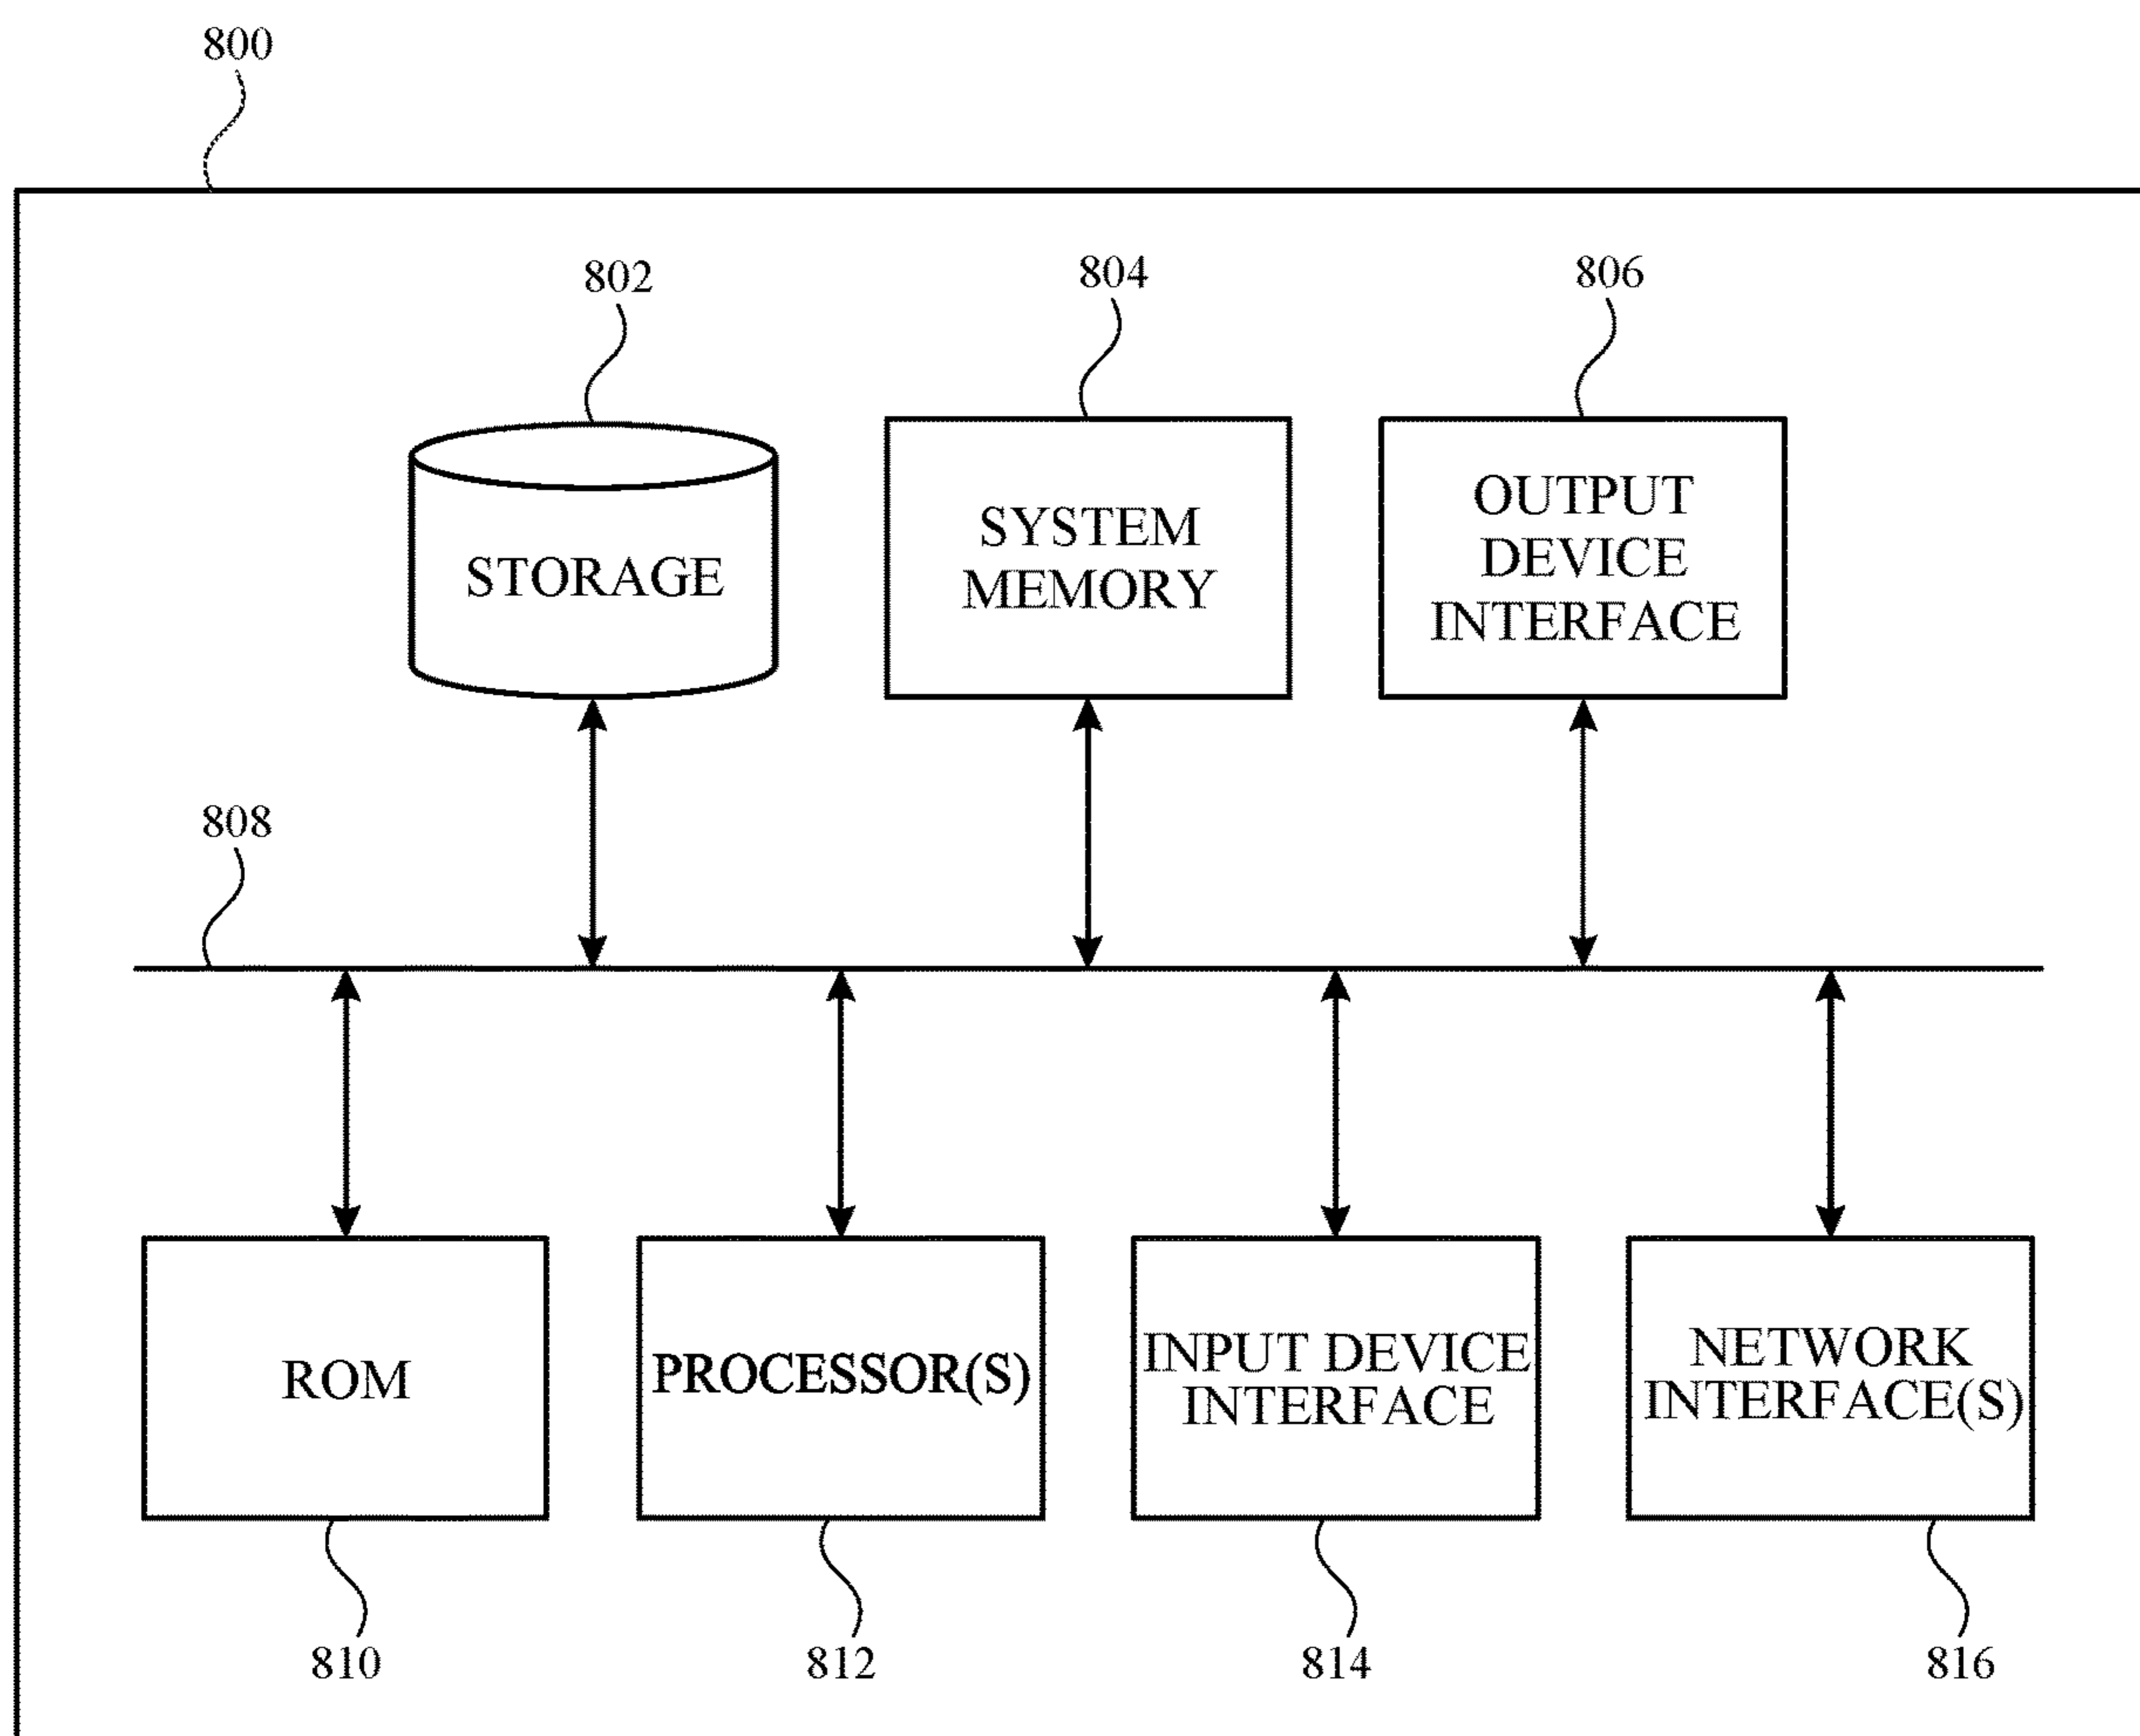 800
802
804
806
STORAGE
SYSTEM
MEMORY
OUTPUT
DEVICE
INTERFACE
808
ROM
PROCESSOR(S)
INPUT DEVICE
INTERFACE
NETWORK
INTERFACE(S)
810
812
814
816